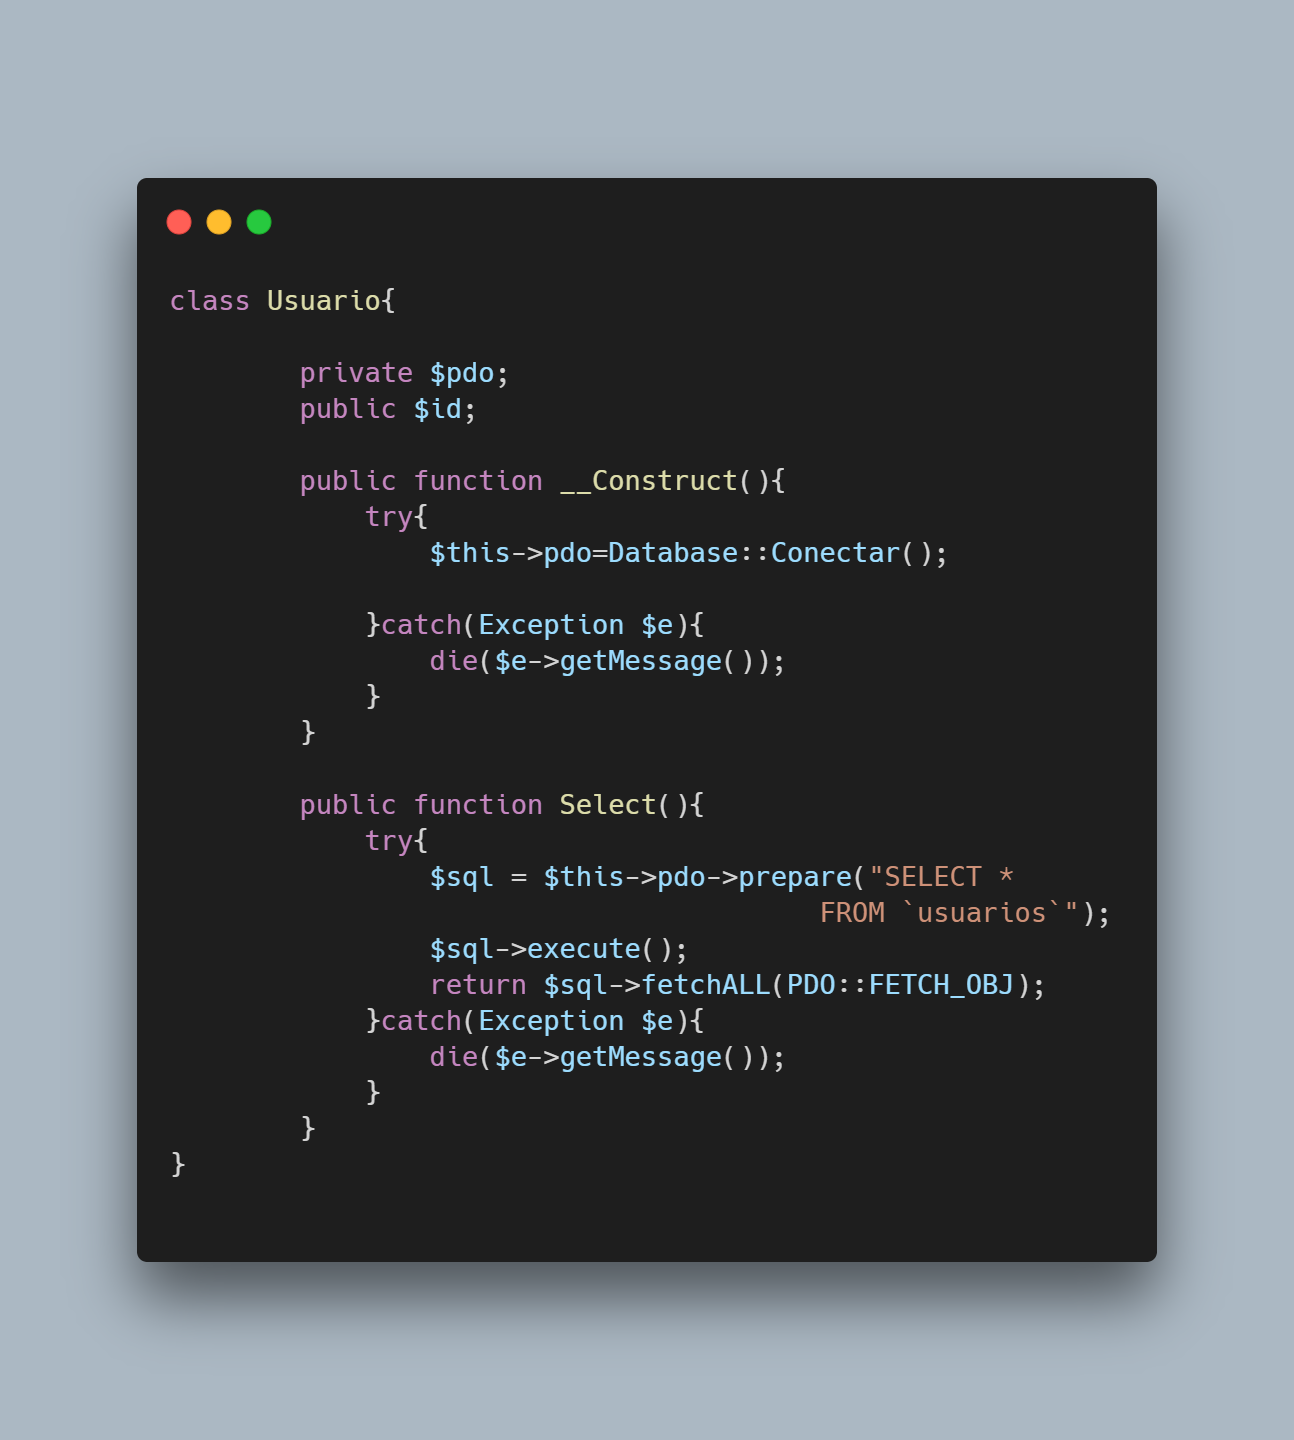 class Usuario{
private $pdo;
public $id;
public function __Construct(){
try{
$this->pdo=Database::Conectar();
}catch(Exception $e){
die($e->getMessage());
}
}
public function Select(){
try{
$sql = $this->pdo->prepare("SELECT *
FROM `usuarios`");
$sql->execute();
return $sql->fetchALL(PDO::FETCH_OBJ);
}catch(Exception $e){
die($e->getMessage());
}
}
}